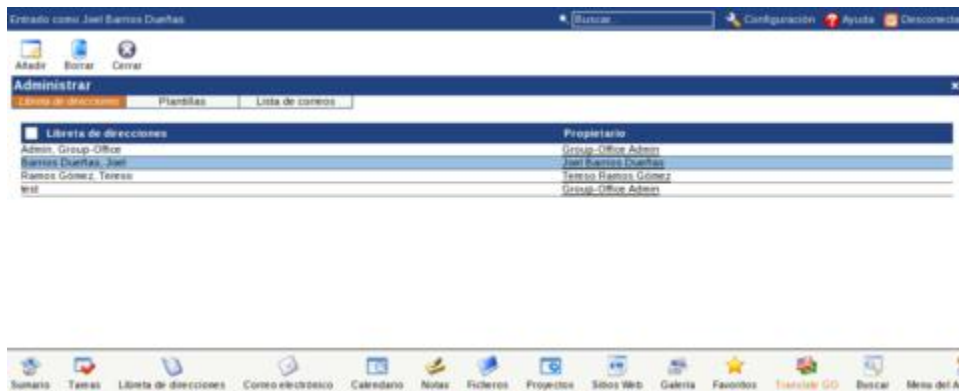 Entrado como Joel Barrios Dueñas Buscar... Configuración Ayuda Desconecta
Añadir Borrar Cerrar
Administrar
Libreta de direcciones Plantillas Lista de correos
Libreta de direcciones Propietario
Admin, Group-Office Group-Office Admin
Barrios Dueñas, Joel Joel Barrios Dueñas
Ramos Gómez, Tereso Tereso Ramos Gómez
test Group-Office Admin
Sumario Tareas Libreta de direcciones Correo electrónico Calendario Notas Ficheros Proyectos Sitios Web Galería Favoritos Translate GO Buscar Menu del A